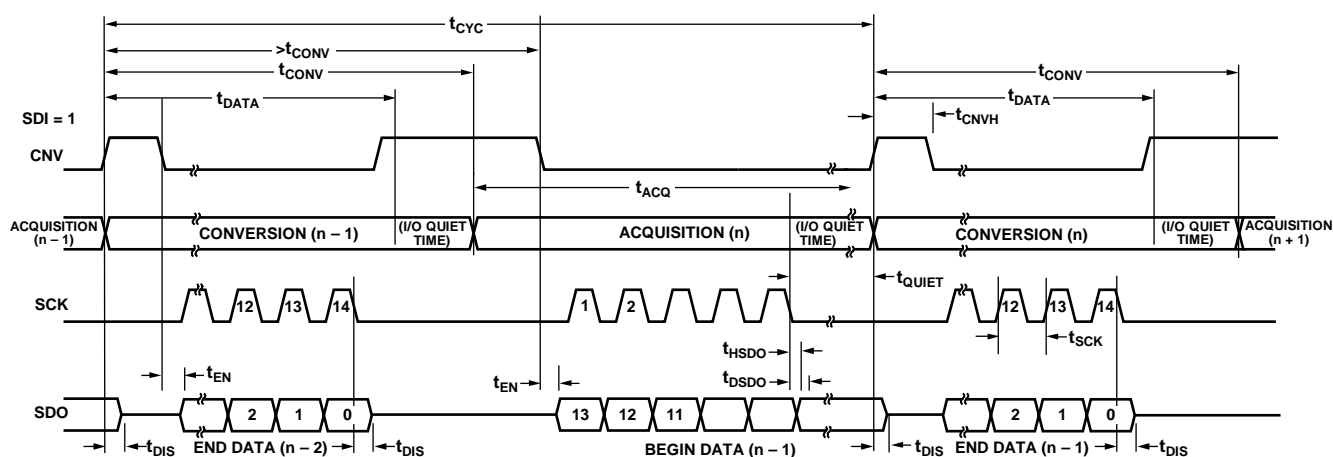 tCYC
>tCONV
tCONV
tCONV
tDATA
tDATA
SDI = 1
tCNVH
CNV
tACQ
ACQUISITION (n – 1)
CONVERSION (n – 1)
(I/O QUIET TIME)
ACQUISITION (n)
(I/O QUIET TIME)
CONVERSION (n)
(I/O QUIET TIME)
ACQUISITION (n + 1)
tQUIET
SCK
12 13 14
1 2
12 13 14
tSCK
tHSDO
tEN
tEN
tDSDO
SDO
2 1 0
13 12 11
2 1 0
tDIS
END DATA (n – 2)
tDIS
BEGIN DATA (n – 1)
tDIS
END DATA (n – 1)
tDIS